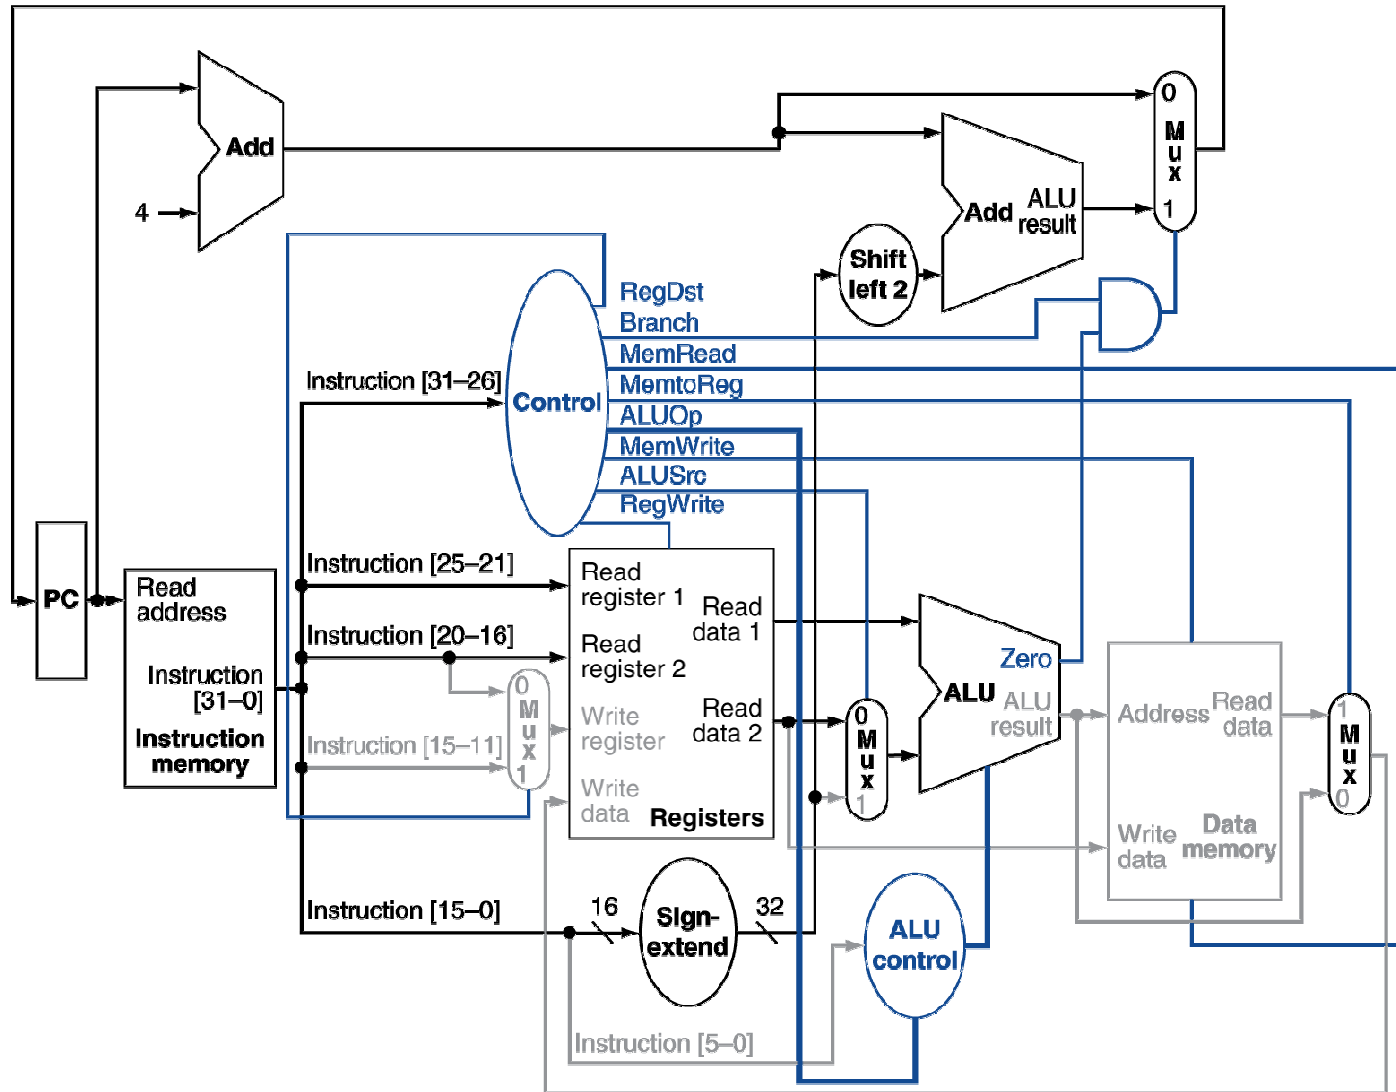 0
M
u
x
1
Add
4
Add
ALU
result
Shift
left 2
RegDst
Branch
MemRead
MemtoReg
ALUOp
MemWrite
ALUSrc
RegWrite
Instruction [31–26]
Control
PC
Read
address
Instruction
[31–0]
Instruction
memory
Instruction [25–21]
Instruction [20–16]
Instruction [15–11]
0
M
u
x
1
Read
register 1
Read
register 2
Write
register
Write
data
Read
data 1
Read
data 2
Registers
0
M
u
x
1
Zero
ALU
ALU
result
Address
Read
data
Write
data
Data
memory
1
M
u
x
0
Instruction [15–0]
16
Sign-
extend
32
ALU
control
Instruction [5–0]